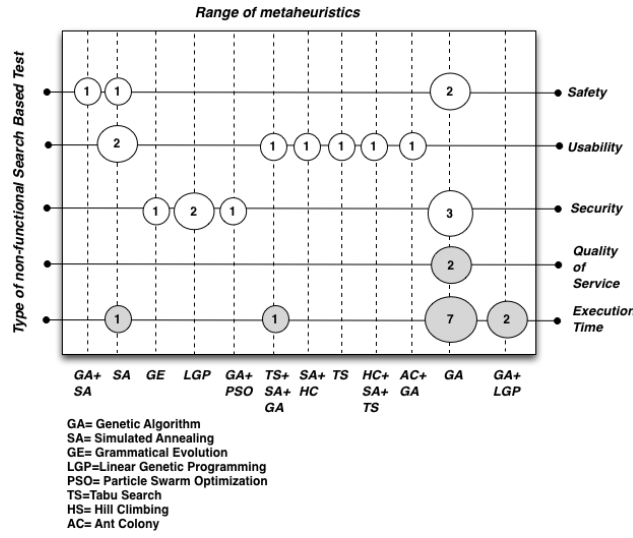 Range of metaheuristics
Type of non-functional Search Based Test
1 1 2 Safety
2 1 1 1 1 1 Usability
1 2 1 3 Security
2 Quality
of
Service
1 1 7 2 Execution
Time
GA+ SA GE LGP GA+ TS+ SA+ TS HC+ AC+ GA GA+
SA PSO SA+ HC SA+ GA LGP
GA TS
GA= Genetic Algorithm
SA= Simulated Annealing
GE= Grammatical Evolution
LGP=Linear Genetic Programming
PSO= Particle Swarm Optimization
TS=Tabu Search
HS= Hill Climbing
AC= Ant Colony